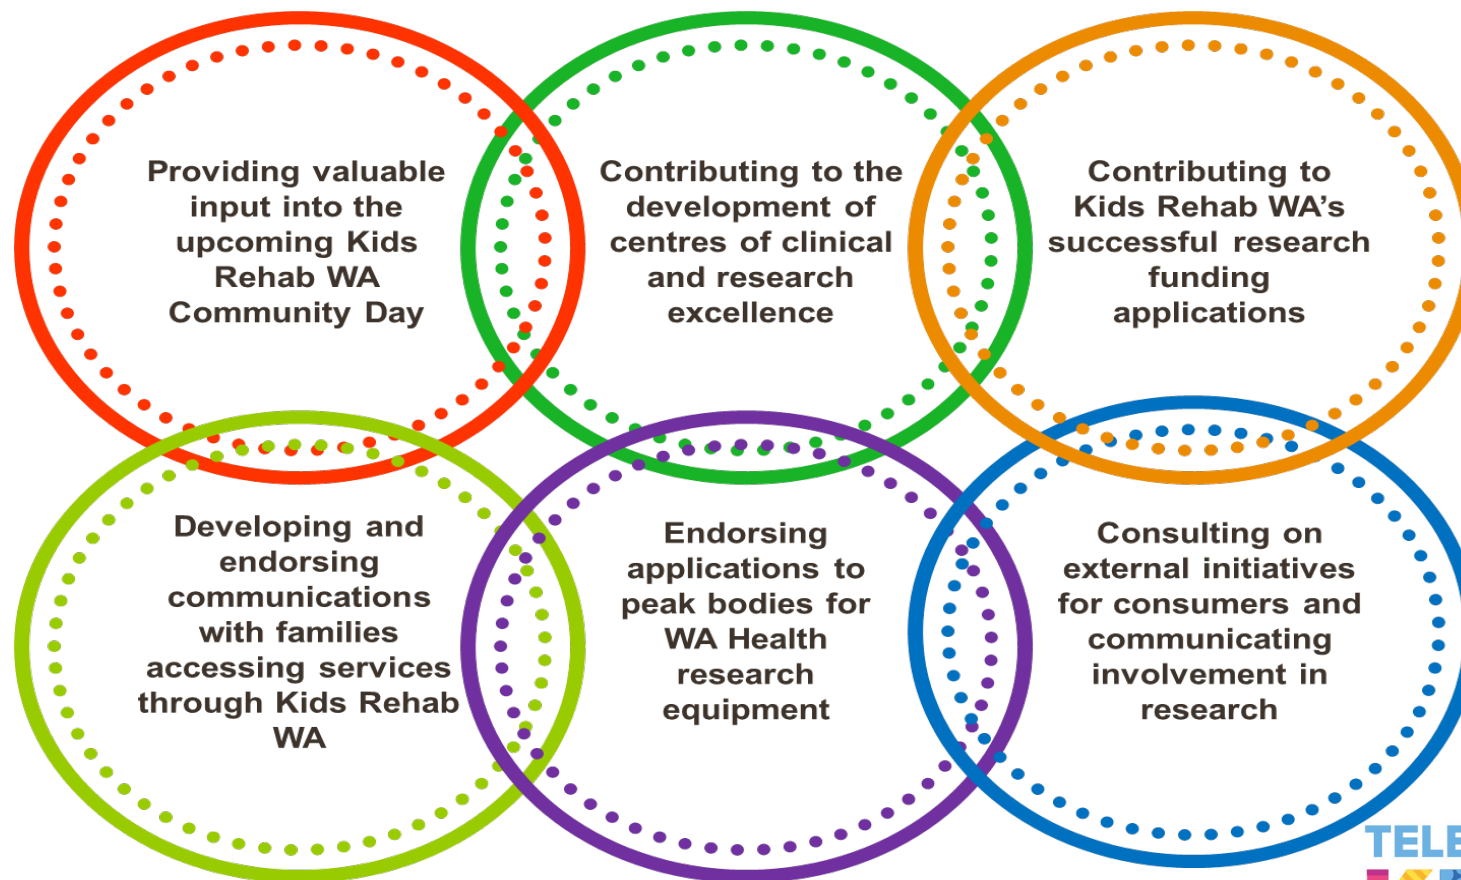 Providing valuable
input into the
upcoming Kids
Rehab WA
Community Day
Contributing to the
development of
centres of clinical
and research
excellence
Contributing to
Kids Rehab WA’s
successful research
funding
applications
Developing and
endorsing
communications
with families
accessing services
through Kids Rehab
WA
Endorsing
applications to
peak bodies for
WA Health
research
equipment
Consulting on
external initiatives
for consumers and
communicating
involvement in
research
TELE